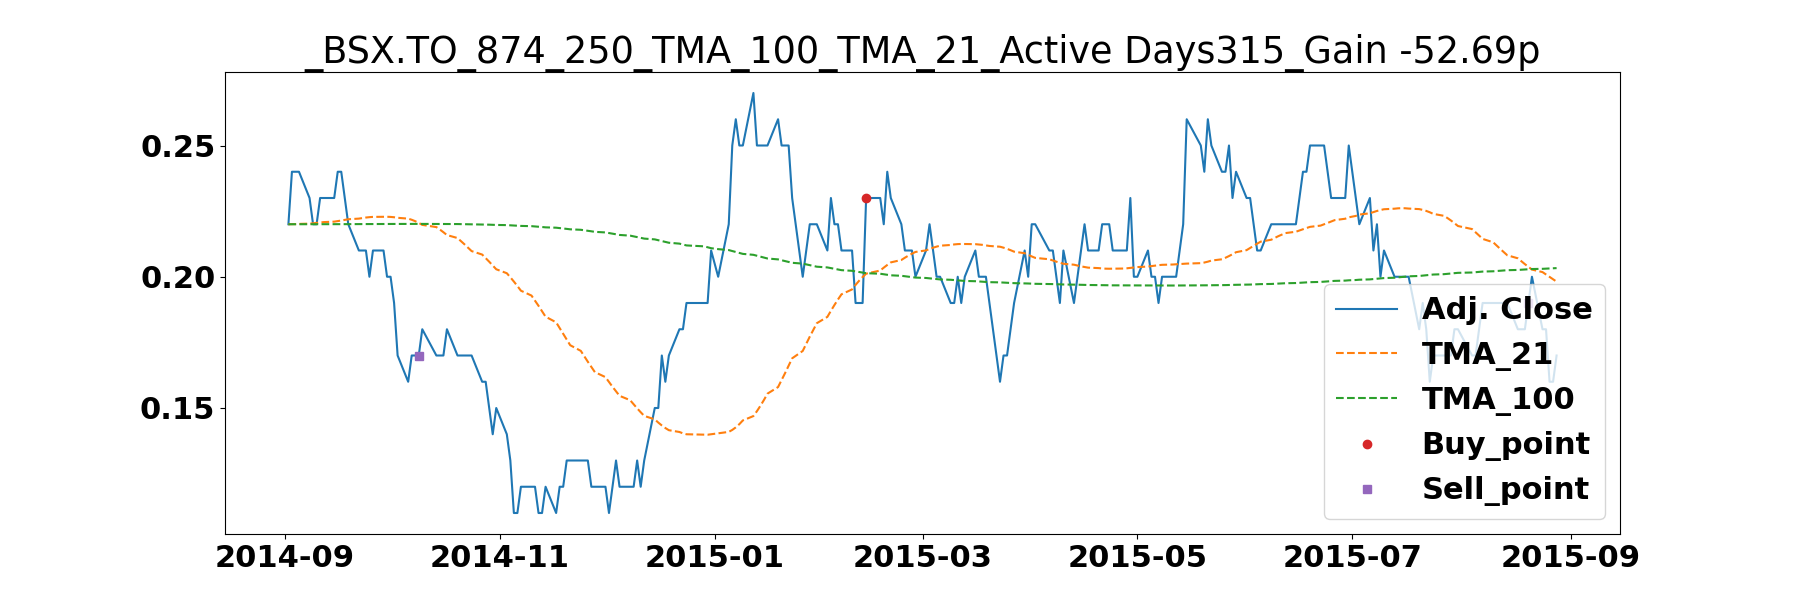 _BSX.TO_874_250_TMA_100_TMA_21_Active Days315_Gain -52.69p
0.25
0.20
0.15
Adj. Close
TMA_21
TMA_100
Buy_point
Sell_point
2014-09 2014-11 2015-01 2015-03 2015-05 2015-07 2015-09